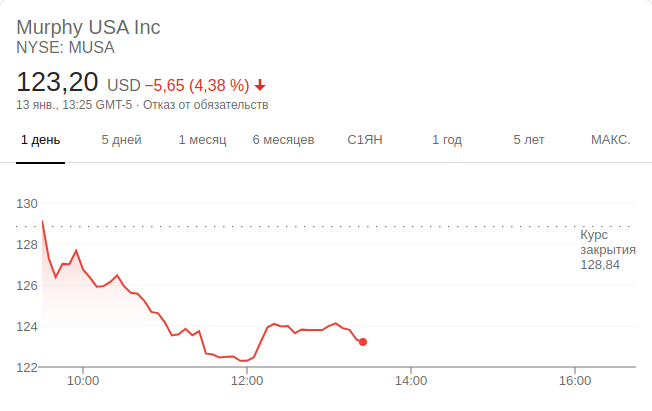 Murphy USA Inc
NYSE: MUSA
123,20 USD −5,65 (4,38 %)
13 янв., 13:25 GMT-5 · Отказ от обязательств
1 день 5 дней 1 месяц 6 месяцев С1ЯН 1 год 5 лет МАКС.
130
128
126
124
122
Курс
закрытия
128,84
10:00 12:00 14:00 16:00